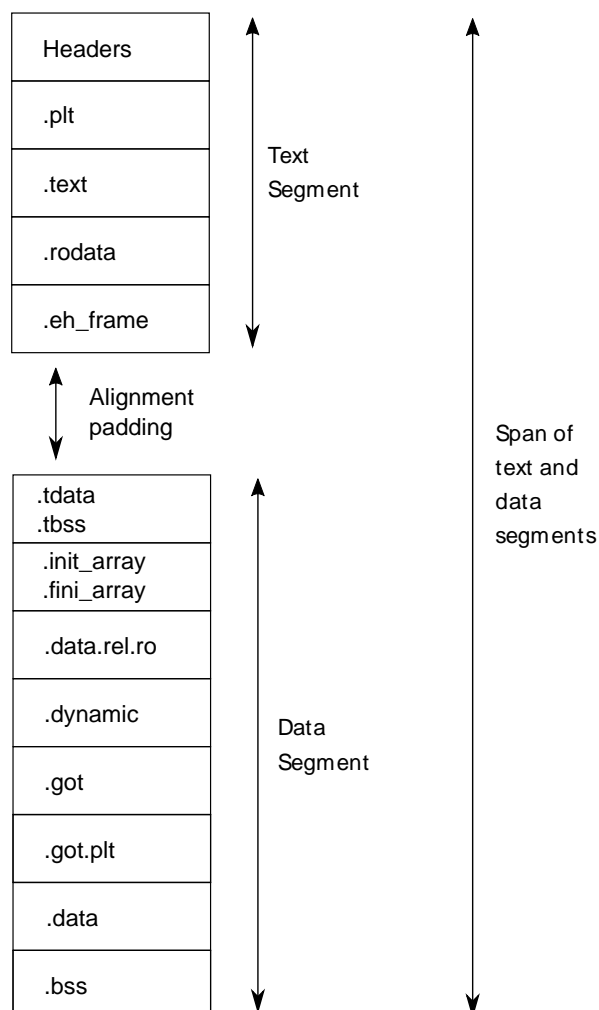 Headers
.plt
.text
.rodata
.eh_frame
Text
Segment
Alignment
padding
.tdata
.tbss
.init_array
.fini_array
.data.rel.ro
.dynamic
.got
.got.plt
.data
.bss
Data
Segment
Span of
text and
data
segments